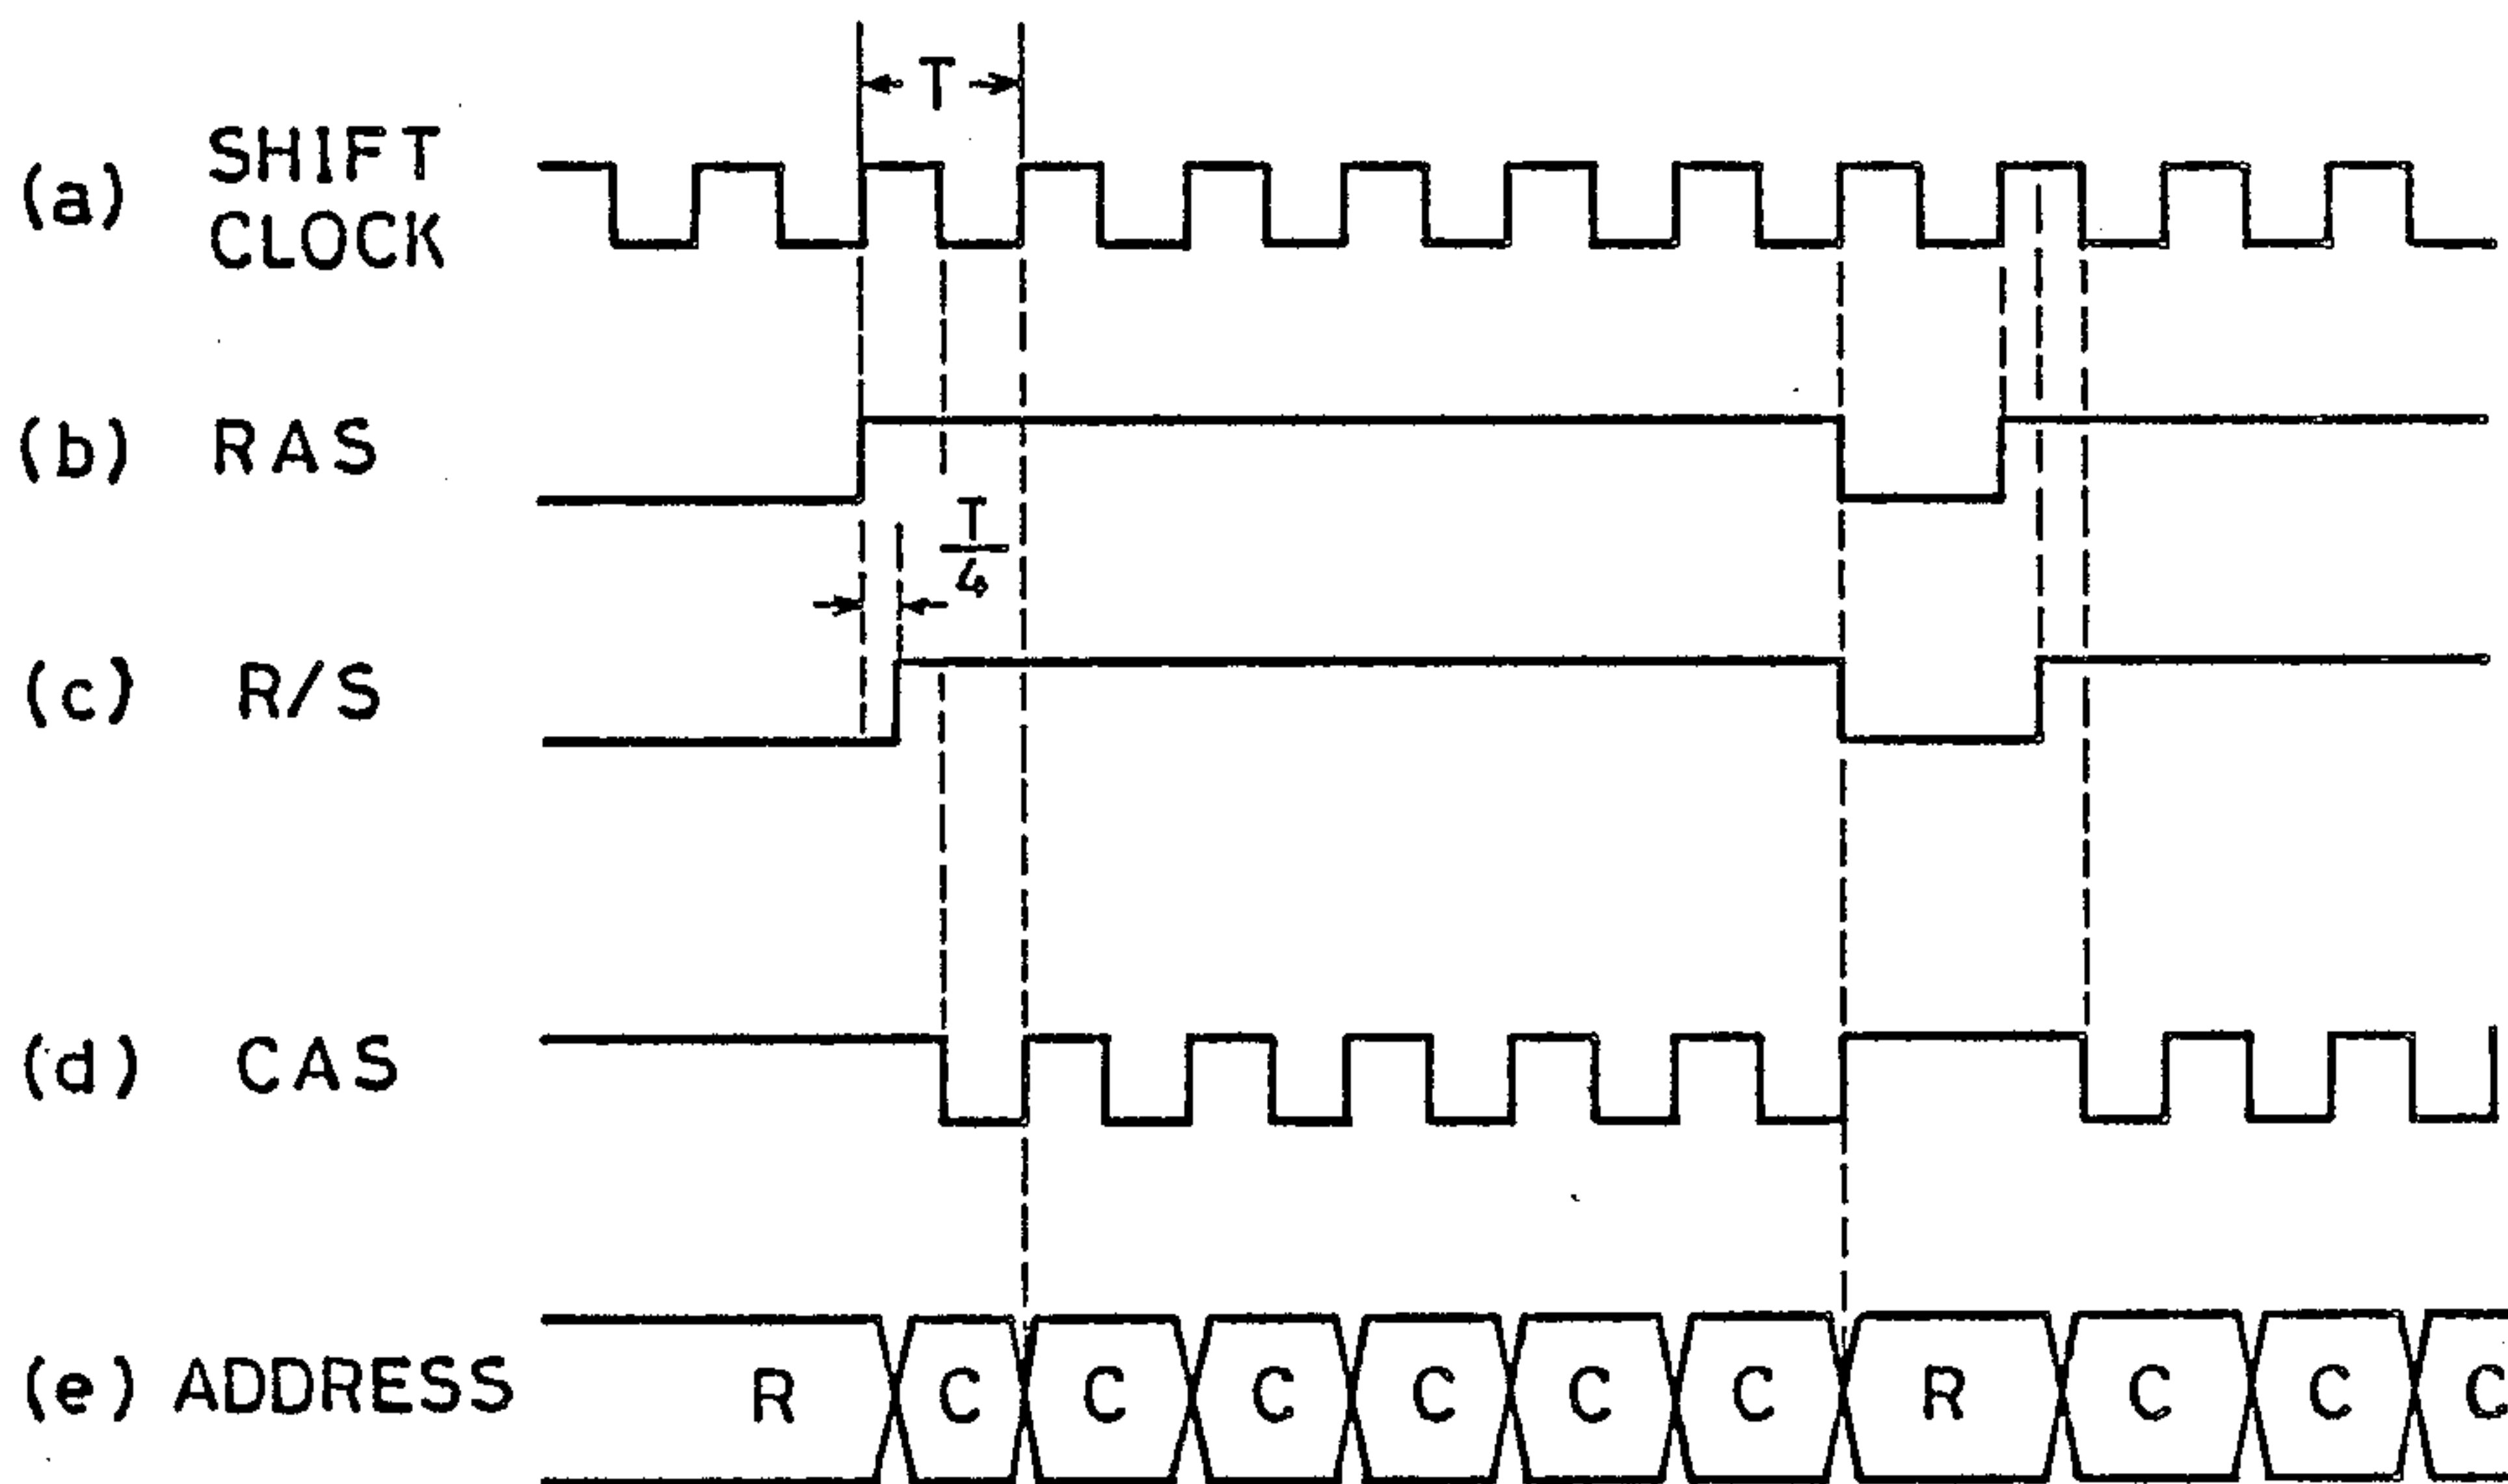 T
(a) SHIFT CLOCK
(b) RAS
T/4
(c) R/S
(d) CAS
(e) ADDRESS R C C C C C C R C C C